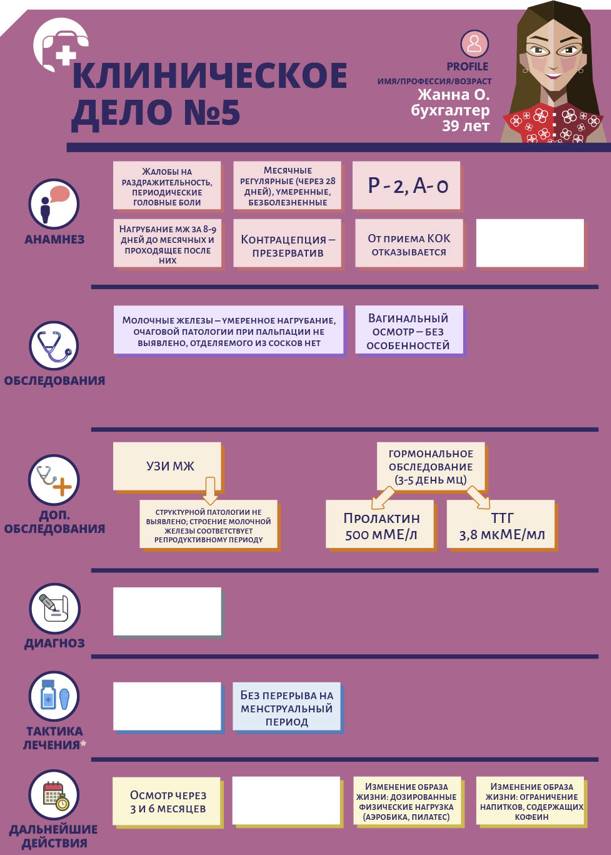 КЛИНИЧЕСКОЕ
ДЕЛО №5
PROFILE
ИМЯ/ПРОФЕССИЯ/ВОЗРАСТ
Жанна О.
бухгалтер
39 лет
АНАМНЕЗ
Жалобы на
раздражительность,
периодические
головные боли
Месячные
регулярные (через 28
дней), умеренные,
безболезненные
Р - 2, А- 0
Нагрубание МЖ за 8-9
дней до месячных и
проходящее после
них
Контрацепция –
презерватив
От приема КОК
отказывается
ОБСЛЕДОВАНИЯ
Молочные железы – умеренное нагрубание,
очаговой патологии при пальпации не
выявлено, отделяемого из сосков нет
Вагинальный
осмотр – без
особенностей
ДОП.
ОБСЛЕДОВАНИЯ
УЗИ МЖ
гормональное
обследование
(3-5 день МЦ)
структурной патологии не
выявлено; строение молочной
железы соответствует
репродуктивному периоду
Пролактин
500 мМЕ/л
ТТГ
3,8 мкМЕ/мл
ДИАГНОЗ
ТАКТИКА
ЛЕЧЕНИЯ*
Без перерыва на
менструальный
период
ДАЛЬНЕЙШИЕ
ДЕЙСТВИЯ
Осмотр через
3 и 6 месяцев
Изменение образа
жизни: дозированные
физические нагрузка
(аэробика, пилатес)
Изменение образа
жизни: ограничение
напитков, содержащих
кофеин